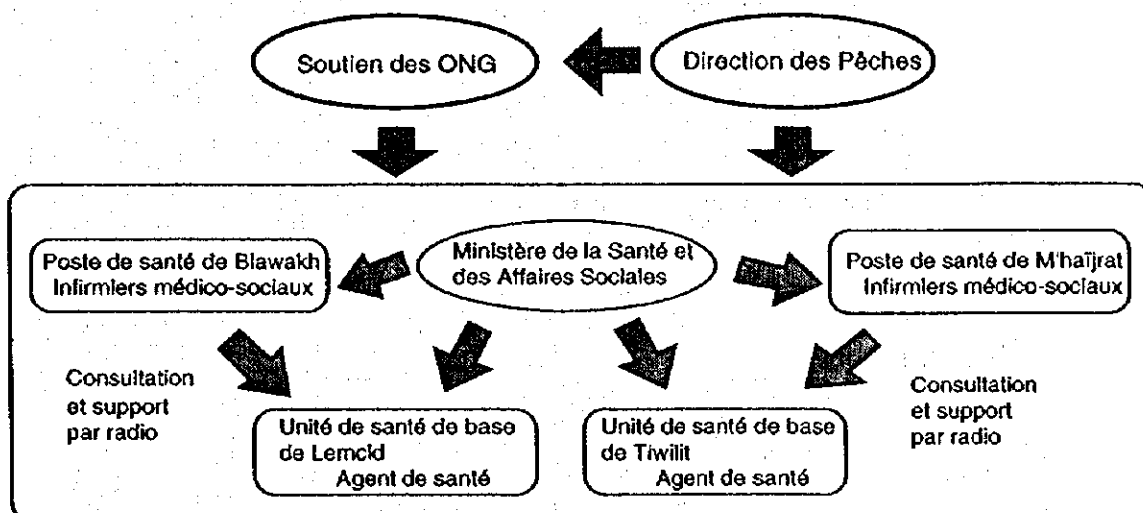 Soutien des ONG
Direction des Pêches
Ministère de la Santé et
des Affaires Sociales
Poste de santé de Blawakh
Infirmiers médico-sociaux
Poste de santé de M'haïjrat
Infirmiers médico-sociaux
Consultation
et support
par radio
Consultation
et support
par radio
Unité de santé de base
de Lemcid
Agent de santé
Unité de santé de base
de Tiwilit
Agent de santé